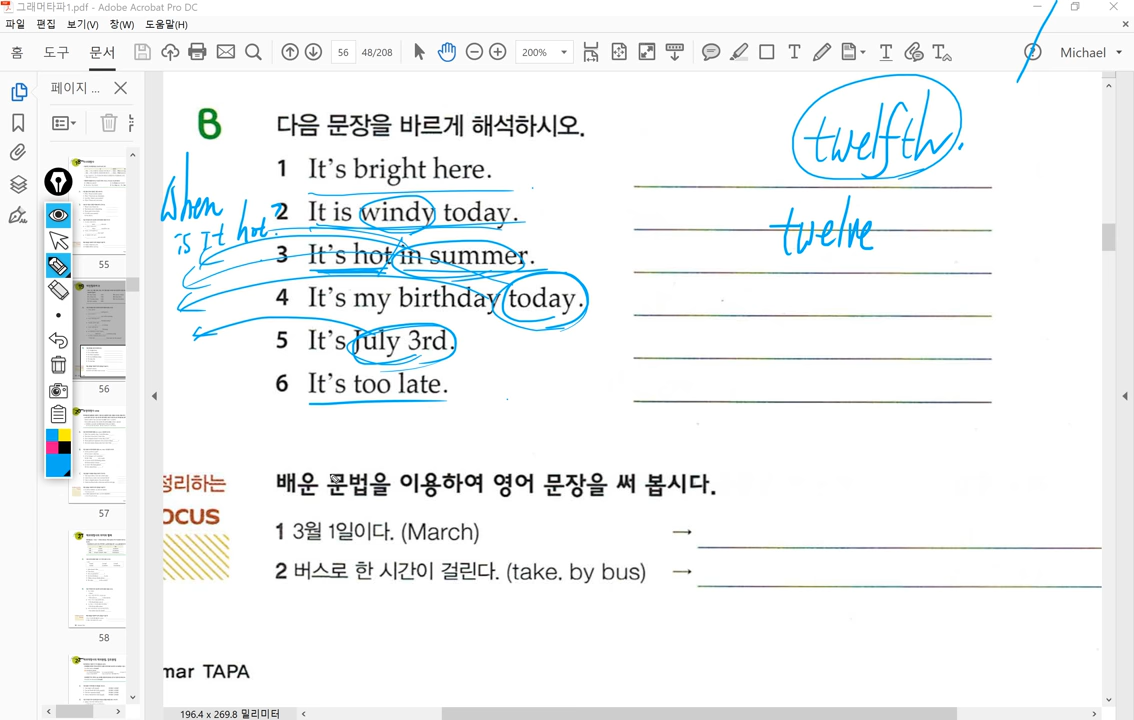 그래머타파1.pdf - Adobe Acrobat Pro DC
파일 편집 보기(V) 창(W) 도움말(H)
홈 도구 문서 56 48/208 200% Michael
페이지 ...
55
56
57
58
B 다음 문장을 바르게 해석하시오.
twelfth.
twelve
When
is It hot?
1 It's bright here.
2 It is windy today.
3 It's hot in summer.
4 It's my birthday today.
5 It's July 3rd.
6 It's too late.
정리하는
OCUS
배운 문법을 이용하여 영어 문장을 써 봅시다.
1 3월 1일이다. (March) →
2 버스로 한 시간이 걸린다. (take. by bus) →
mar TAPA
196.4 x 269.8 밀리미터